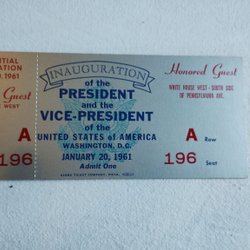 TIAL
ATION
, 1961
Guest
WEST
A
196
INAUGURATION
of the
PRESIDENT
and the
VICE-PRESIDENT
of the
UNITED STATES of AMERICA
WASHINGTON, D.C.
JANUARY 20, 1961
Admit One
Honored Guest
WHITE HOUSE WEST - SOUTH SIDE
OF PENNSYLVANIA AVE.
A Row
196 Seat